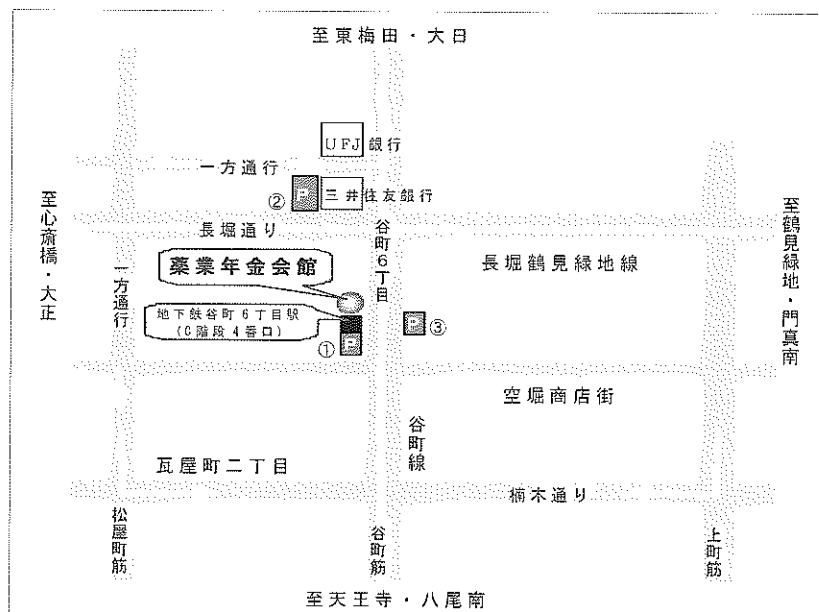 至東梅田・大日
UFJ銀行
一方通行
P
三井住友銀行
②
長堀通り
谷町6丁目
至心斎橋・大正
至鶴見緑地・門真南
一方通行
薬業年金会館
長堀鶴見緑地線
地下鉄谷町6丁目駅
(C階段4番口)
P
③
①
P
空堀商店街
谷町線
瓦屋町二丁目
楠木通り
松屋町筋
谷町筋
上町筋
至天王寺・八尾南